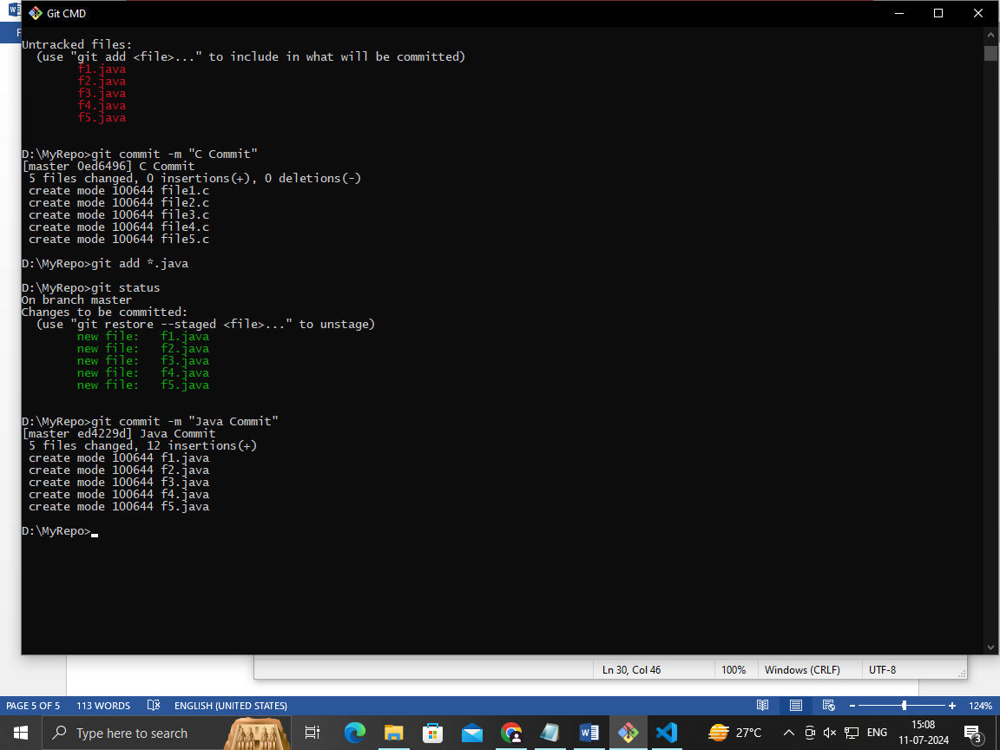 Git CMD
Untracked files:
  (use "git add <file>..." to include in what will be committed)
        f1.java
        f2.java
        f3.java
        f4.java
        f5.java
D:\MyRepo>git commit -m "C Commit"
[master 0ed6496] C Commit
 5 files changed, 0 insertions(+), 0 deletions(-)
 create mode 100644 file1.c
 create mode 100644 file2.c
 create mode 100644 file3.c
 create mode 100644 file4.c
 create mode 100644 file5.c
D:\MyRepo>git add *.java
D:\MyRepo>git status
On branch master
Changes to be committed:
  (use "git restore --staged <file>..." to unstage)
        new file:   f1.java
        new file:   f2.java
        new file:   f3.java
        new file:   f4.java
        new file:   f5.java
D:\MyRepo>git commit -m "Java Commit"
[master ed4229d] Java Commit
 5 files changed, 12 insertions(+)
 create mode 100644 f1.java
 create mode 100644 f2.java
 create mode 100644 f3.java
 create mode 100644 f4.java
 create mode 100644 f5.java
D:\MyRepo>
Ln 30, Col 46 100% Windows (CRLF) UTF-8
PAGE 5 OF 5 113 WORDS ENGLISH (UNITED STATES) 124%
Type here to search 27°C ENG 15:08
11-07-2024 3